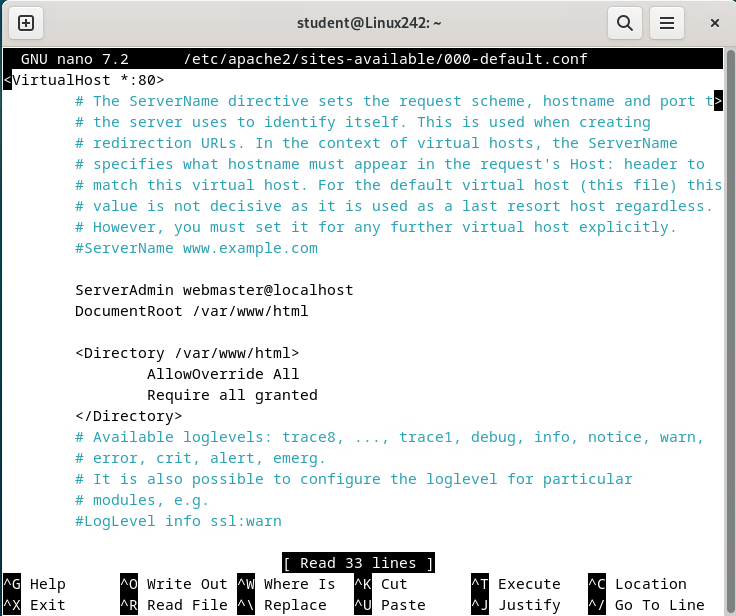 student@Linux242: ~
GNU nano 7.2 /etc/apache2/sites-available/000-default.conf
<VirtualHost *:80>
# The ServerName directive sets the request scheme, hostname and port t>
# the server uses to identify itself. This is used when creating
# redirection URLs. In the context of virtual hosts, the ServerName
# specifies what hostname must appear in the request's Host: header to
# match this virtual host. For the default virtual host (this file) this
# value is not decisive as it is used as a last resort host regardless.
# However, you must set it for any further virtual host explicitly.
#ServerName www.example.com
ServerAdmin webmaster@localhost
DocumentRoot /var/www/html
<Directory /var/www/html>
AllowOverride All
Require all granted
</Directory>
# Available loglevels: trace8, ..., trace1, debug, info, notice, warn,
# error, crit, alert, emerg.
# It is also possible to configure the loglevel for particular
# modules, e.g.
#LogLevel info ssl:warn
[ Read 33 lines ]
^G Help ^O Write Out ^W Where Is ^K Cut ^T Execute ^C Location
^X Exit ^R Read File ^\ Replace ^U Paste ^J Justify ^/ Go To Line